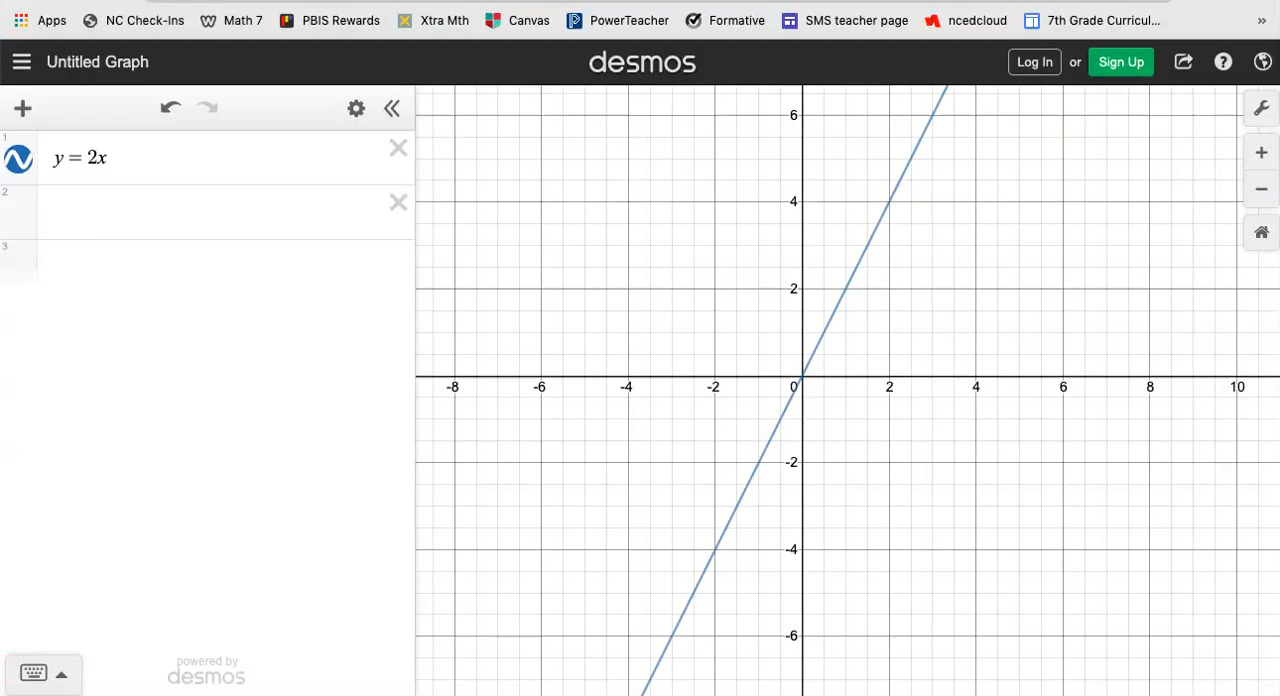 Apps NC Check-Ins Math 7 PBIS Rewards Xtra Mth Canvas PowerTeacher Formative SMS teacher page ncedcloud 7th Grade Curricul... »
Untitled Graph desmos Log In or Sign Up
1
y = 2x
2
3
6
4
2
-8 -6 -4 -2 0 2 4 6 8 10
-2
-4
-6
powered by
desmos